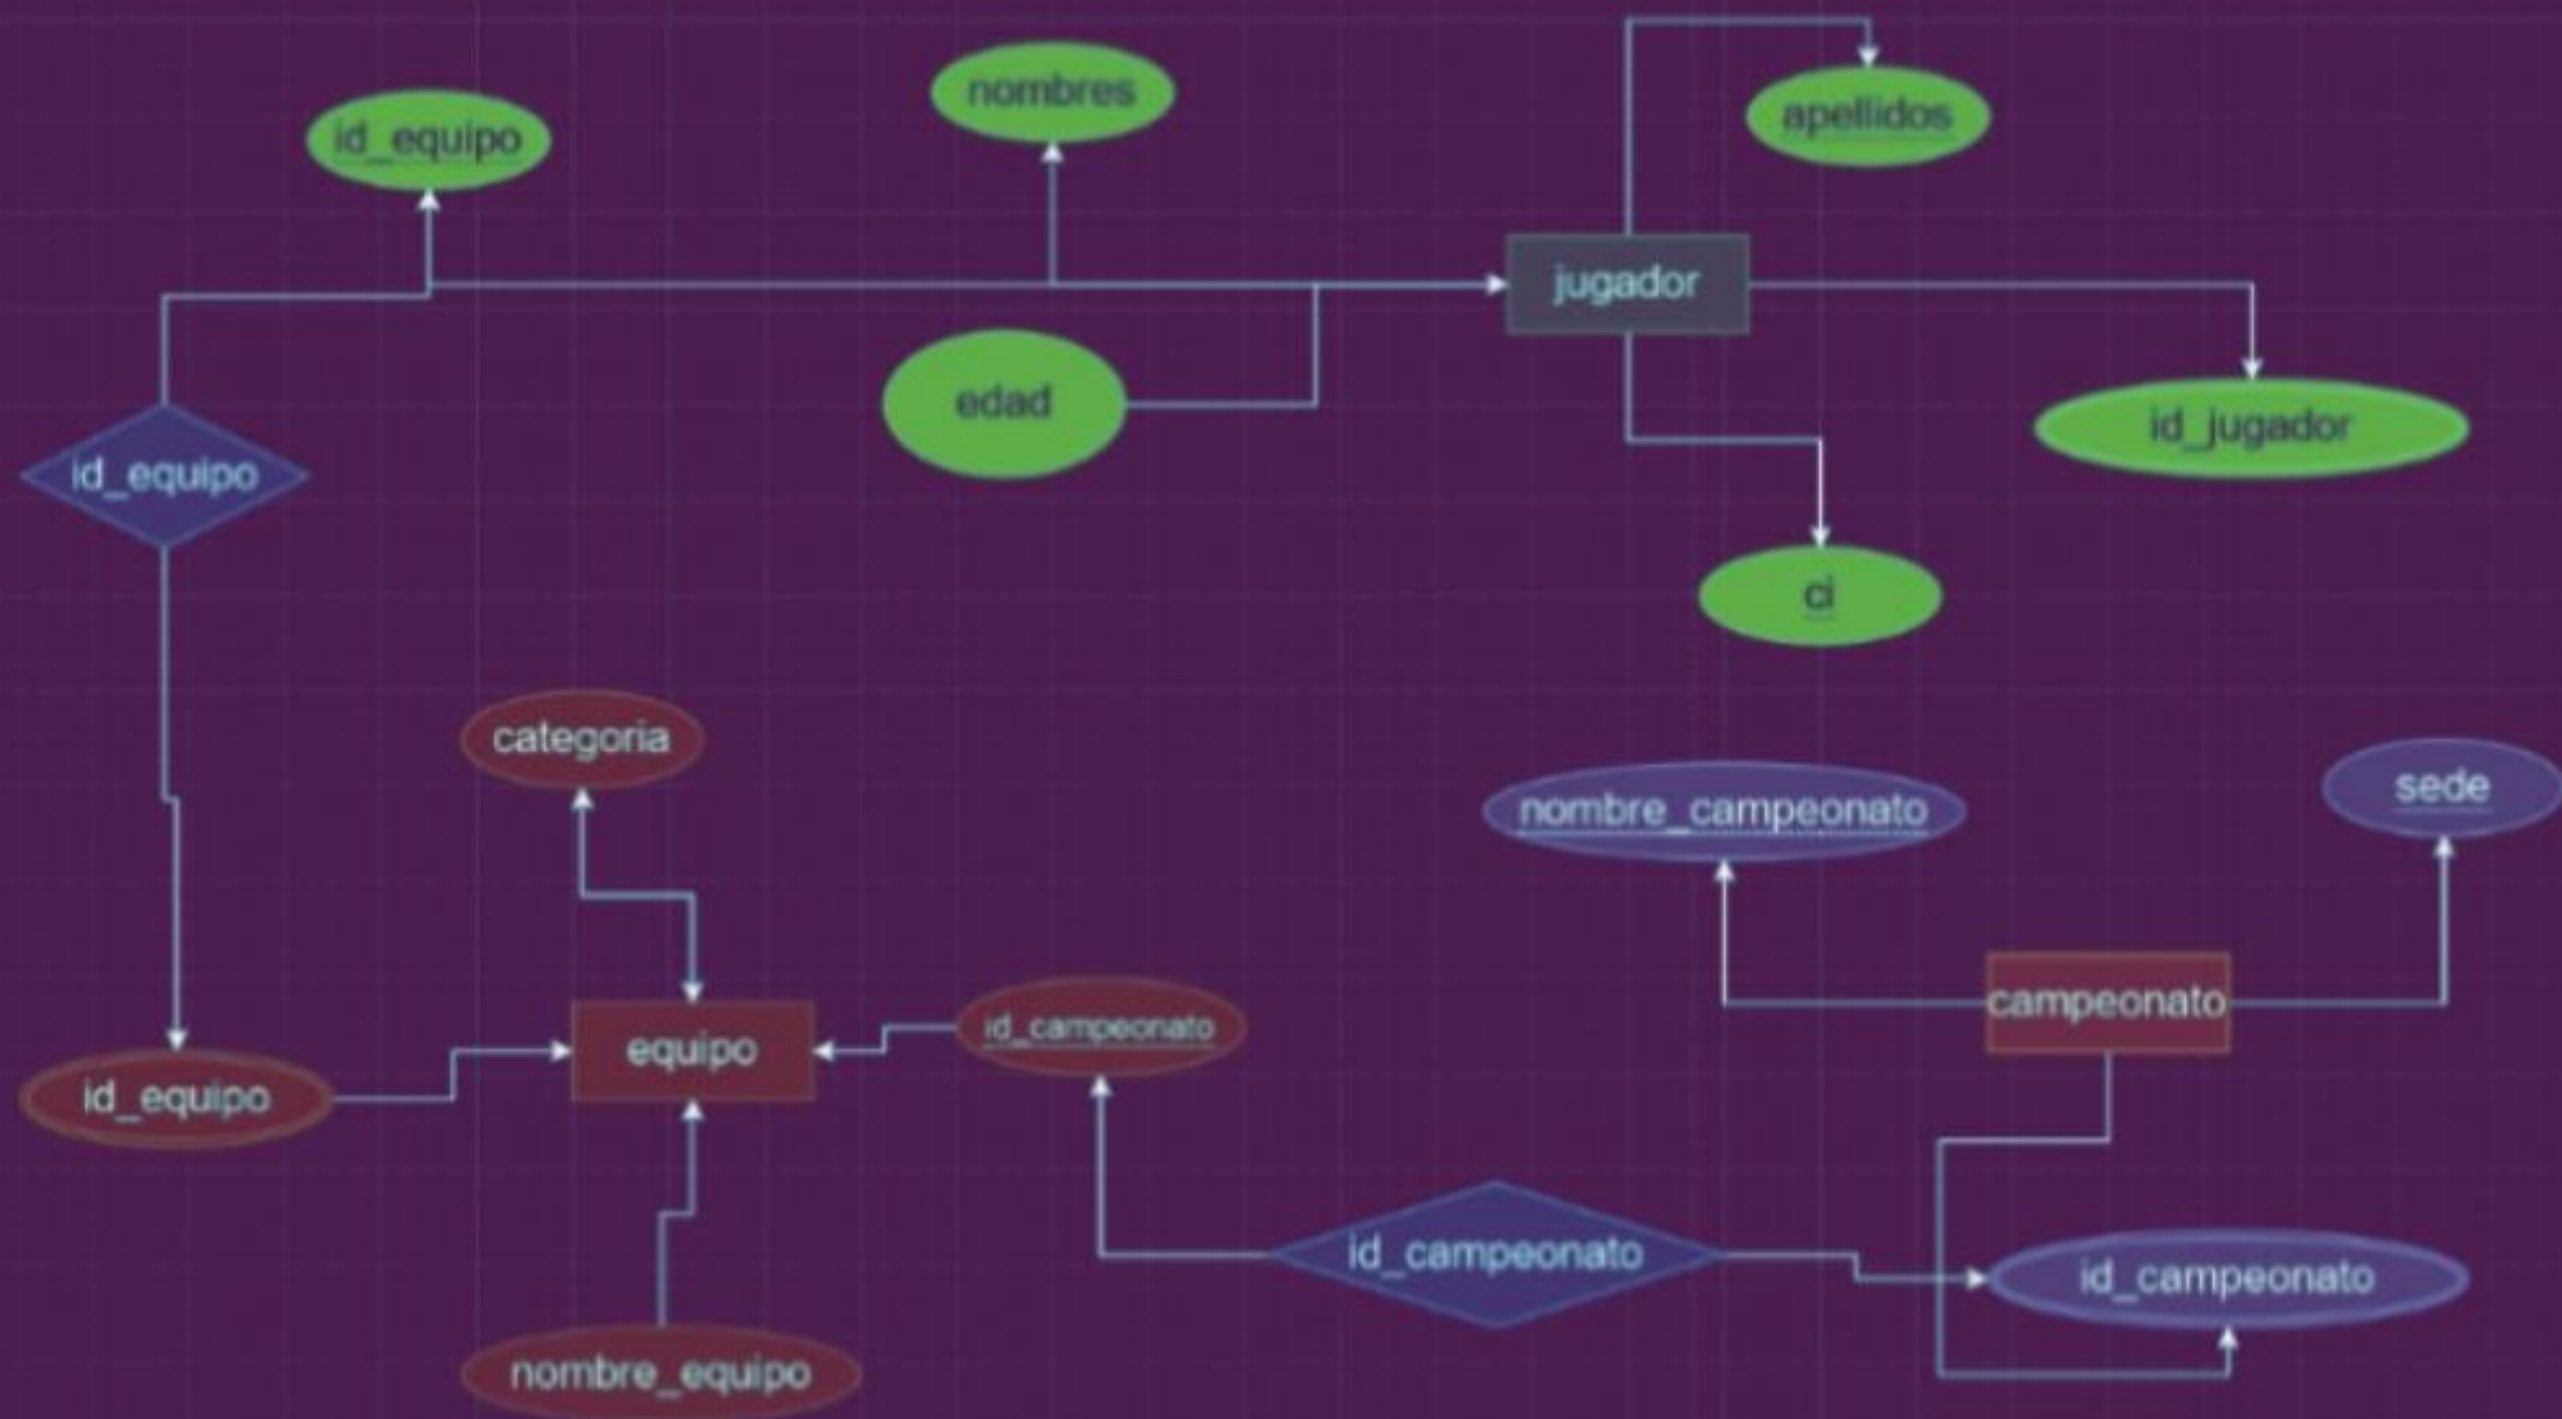 nombres
apellidos
id_equipo
jugador
edad
id_jugador
id_equipo
ci
categoria
sede
nombre_campeonato
campeonato
id_campeonato
equipo
id_equipo
id_campeonato
id_campeonato
nombre_equipo